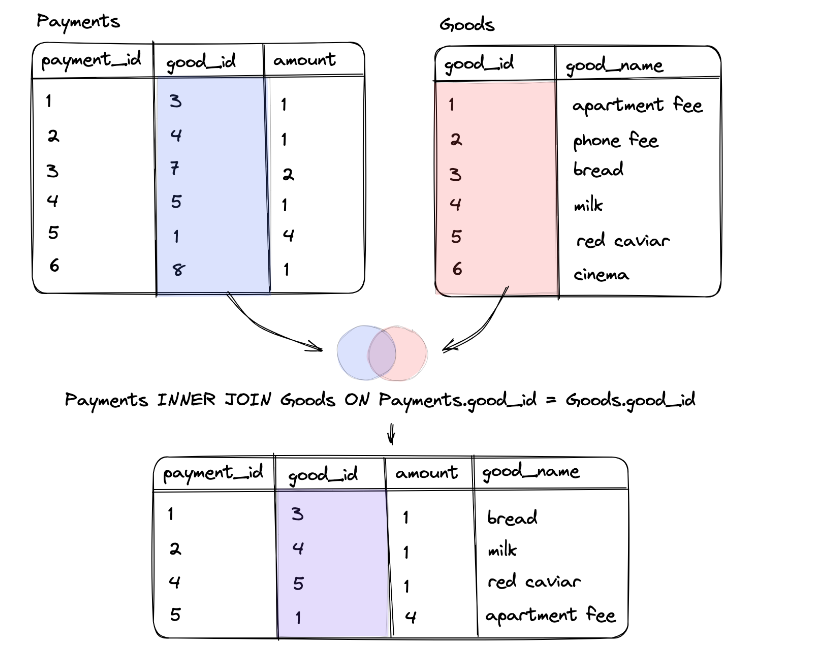 Payments
payment_id good_id amount
1 3 1
2 4 1
3 7 2
4 5 1
5 1 4
6 8 1
Goods
good_id good_name
1 apartment fee
2 phone fee
3 bread
4 milk
5 red caviar
6 cinema
Payments INNER JOIN Goods ON Payments.good_id = Goods.good_id
payment_id good_id amount good_name
1 3 1 bread
2 4 1 milk
4 5 1 red caviar
5 1 4 apartment fee